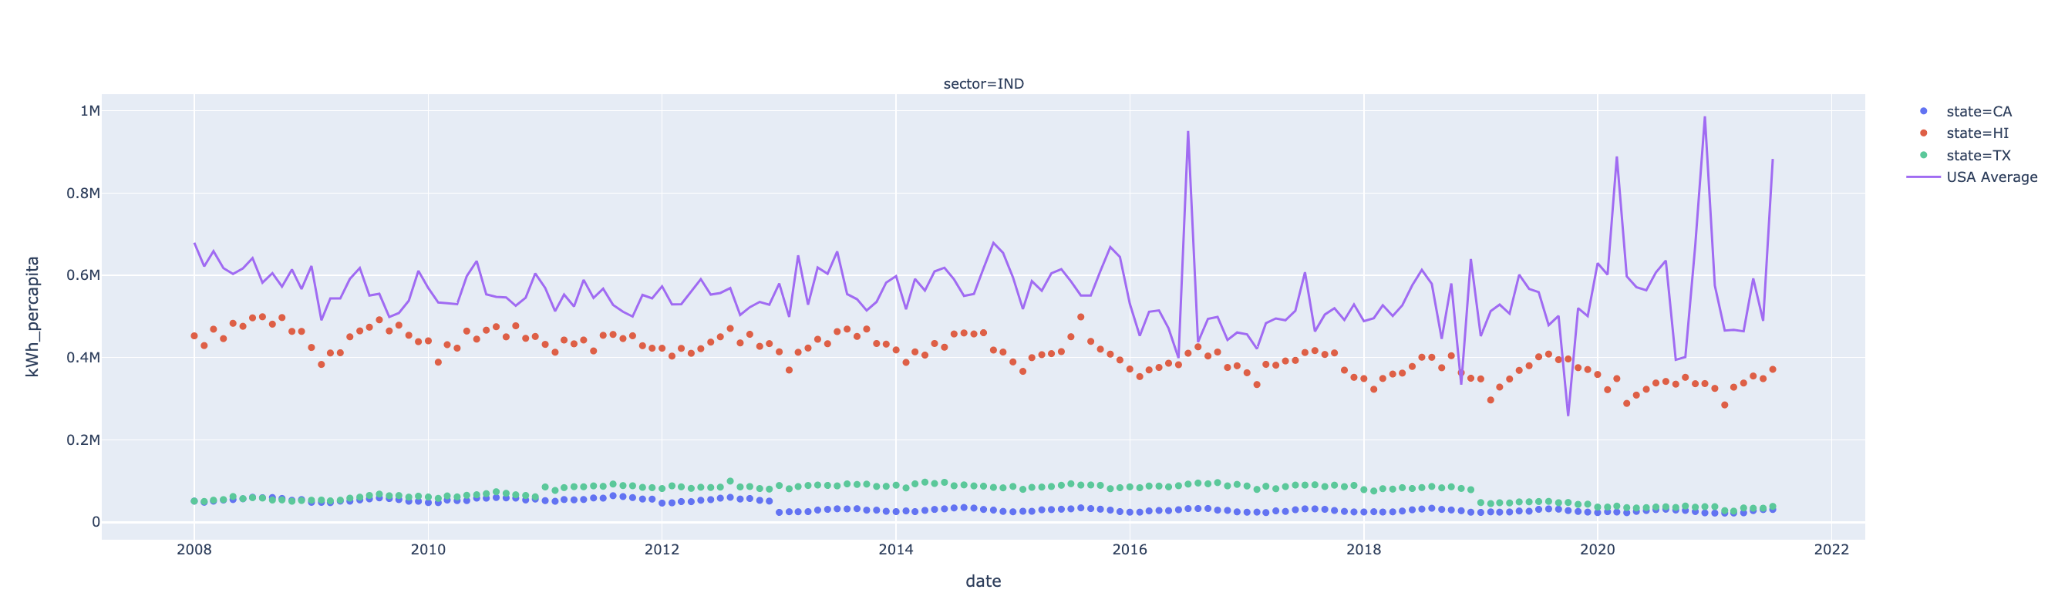 sector=IND
1M
0.8M
0.6M
0.4M
0.2M
0
kWh_percapita
2008 2010 2012 2014 2016 2018 2020 2022
date
state=CA
state=HI
state=TX
USA Average